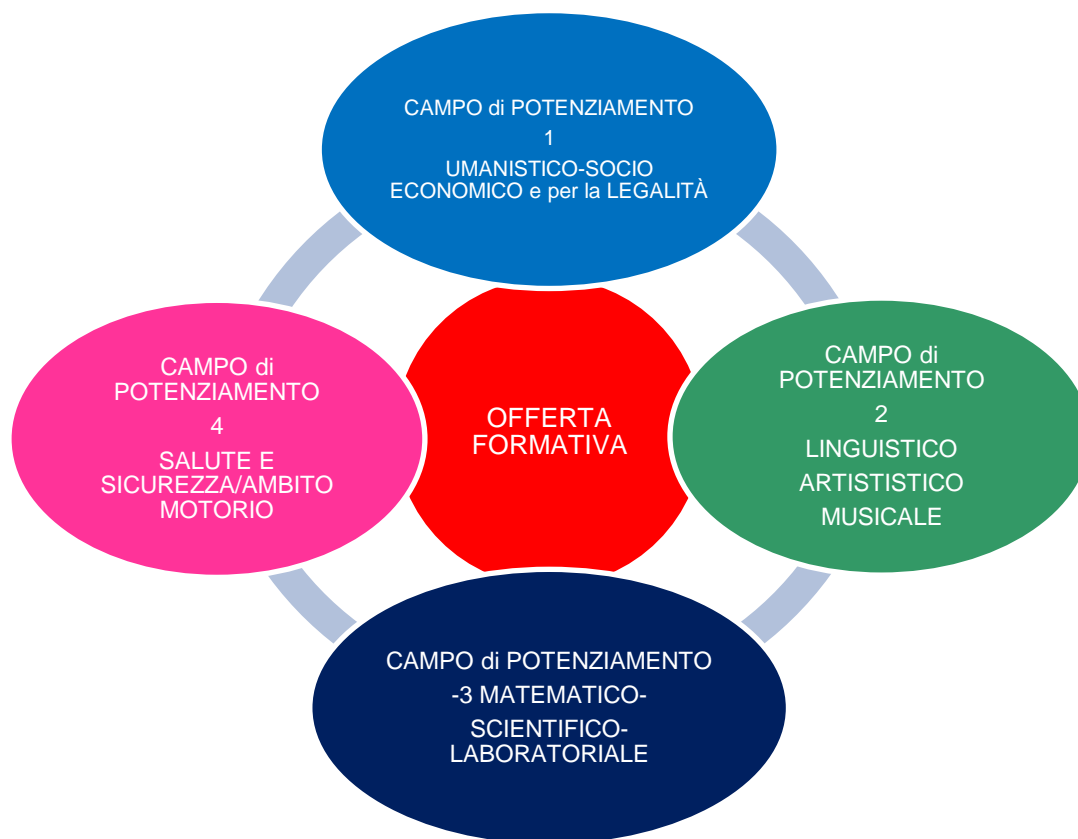 CAMPO di POTENZIAMENTO
1
UMANISTICO-SOCIO
ECONOMICO e per la LEGALITÀ
CAMPO di
POTENZIAMENTO
4
SALUTE E
SICUREZZA/AMBITO
MOTORIO
OFFERTA
FORMATIVA
CAMPO di
POTENZIAMENTO
2
LINGUISTICO
ARTISTISTICO
MUSICALE
CAMPO di POTENZIAMENTO
-3 MATEMATICO-
SCIENTIFICO-
LABORATORIALE